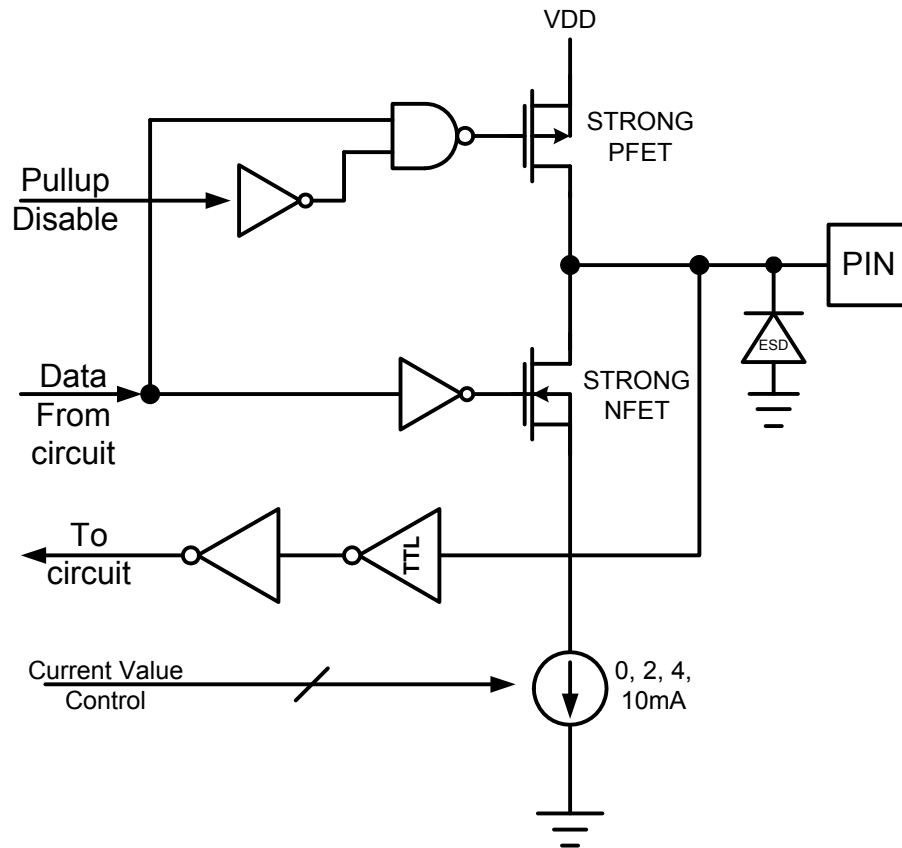 VDD
STRONG
PFET
Pullup
Disable
PIN
ESD
Data
From
circuit
STRONG
NFET
To
circuit
TTL
Current Value
Control
0, 2, 4,
10mA